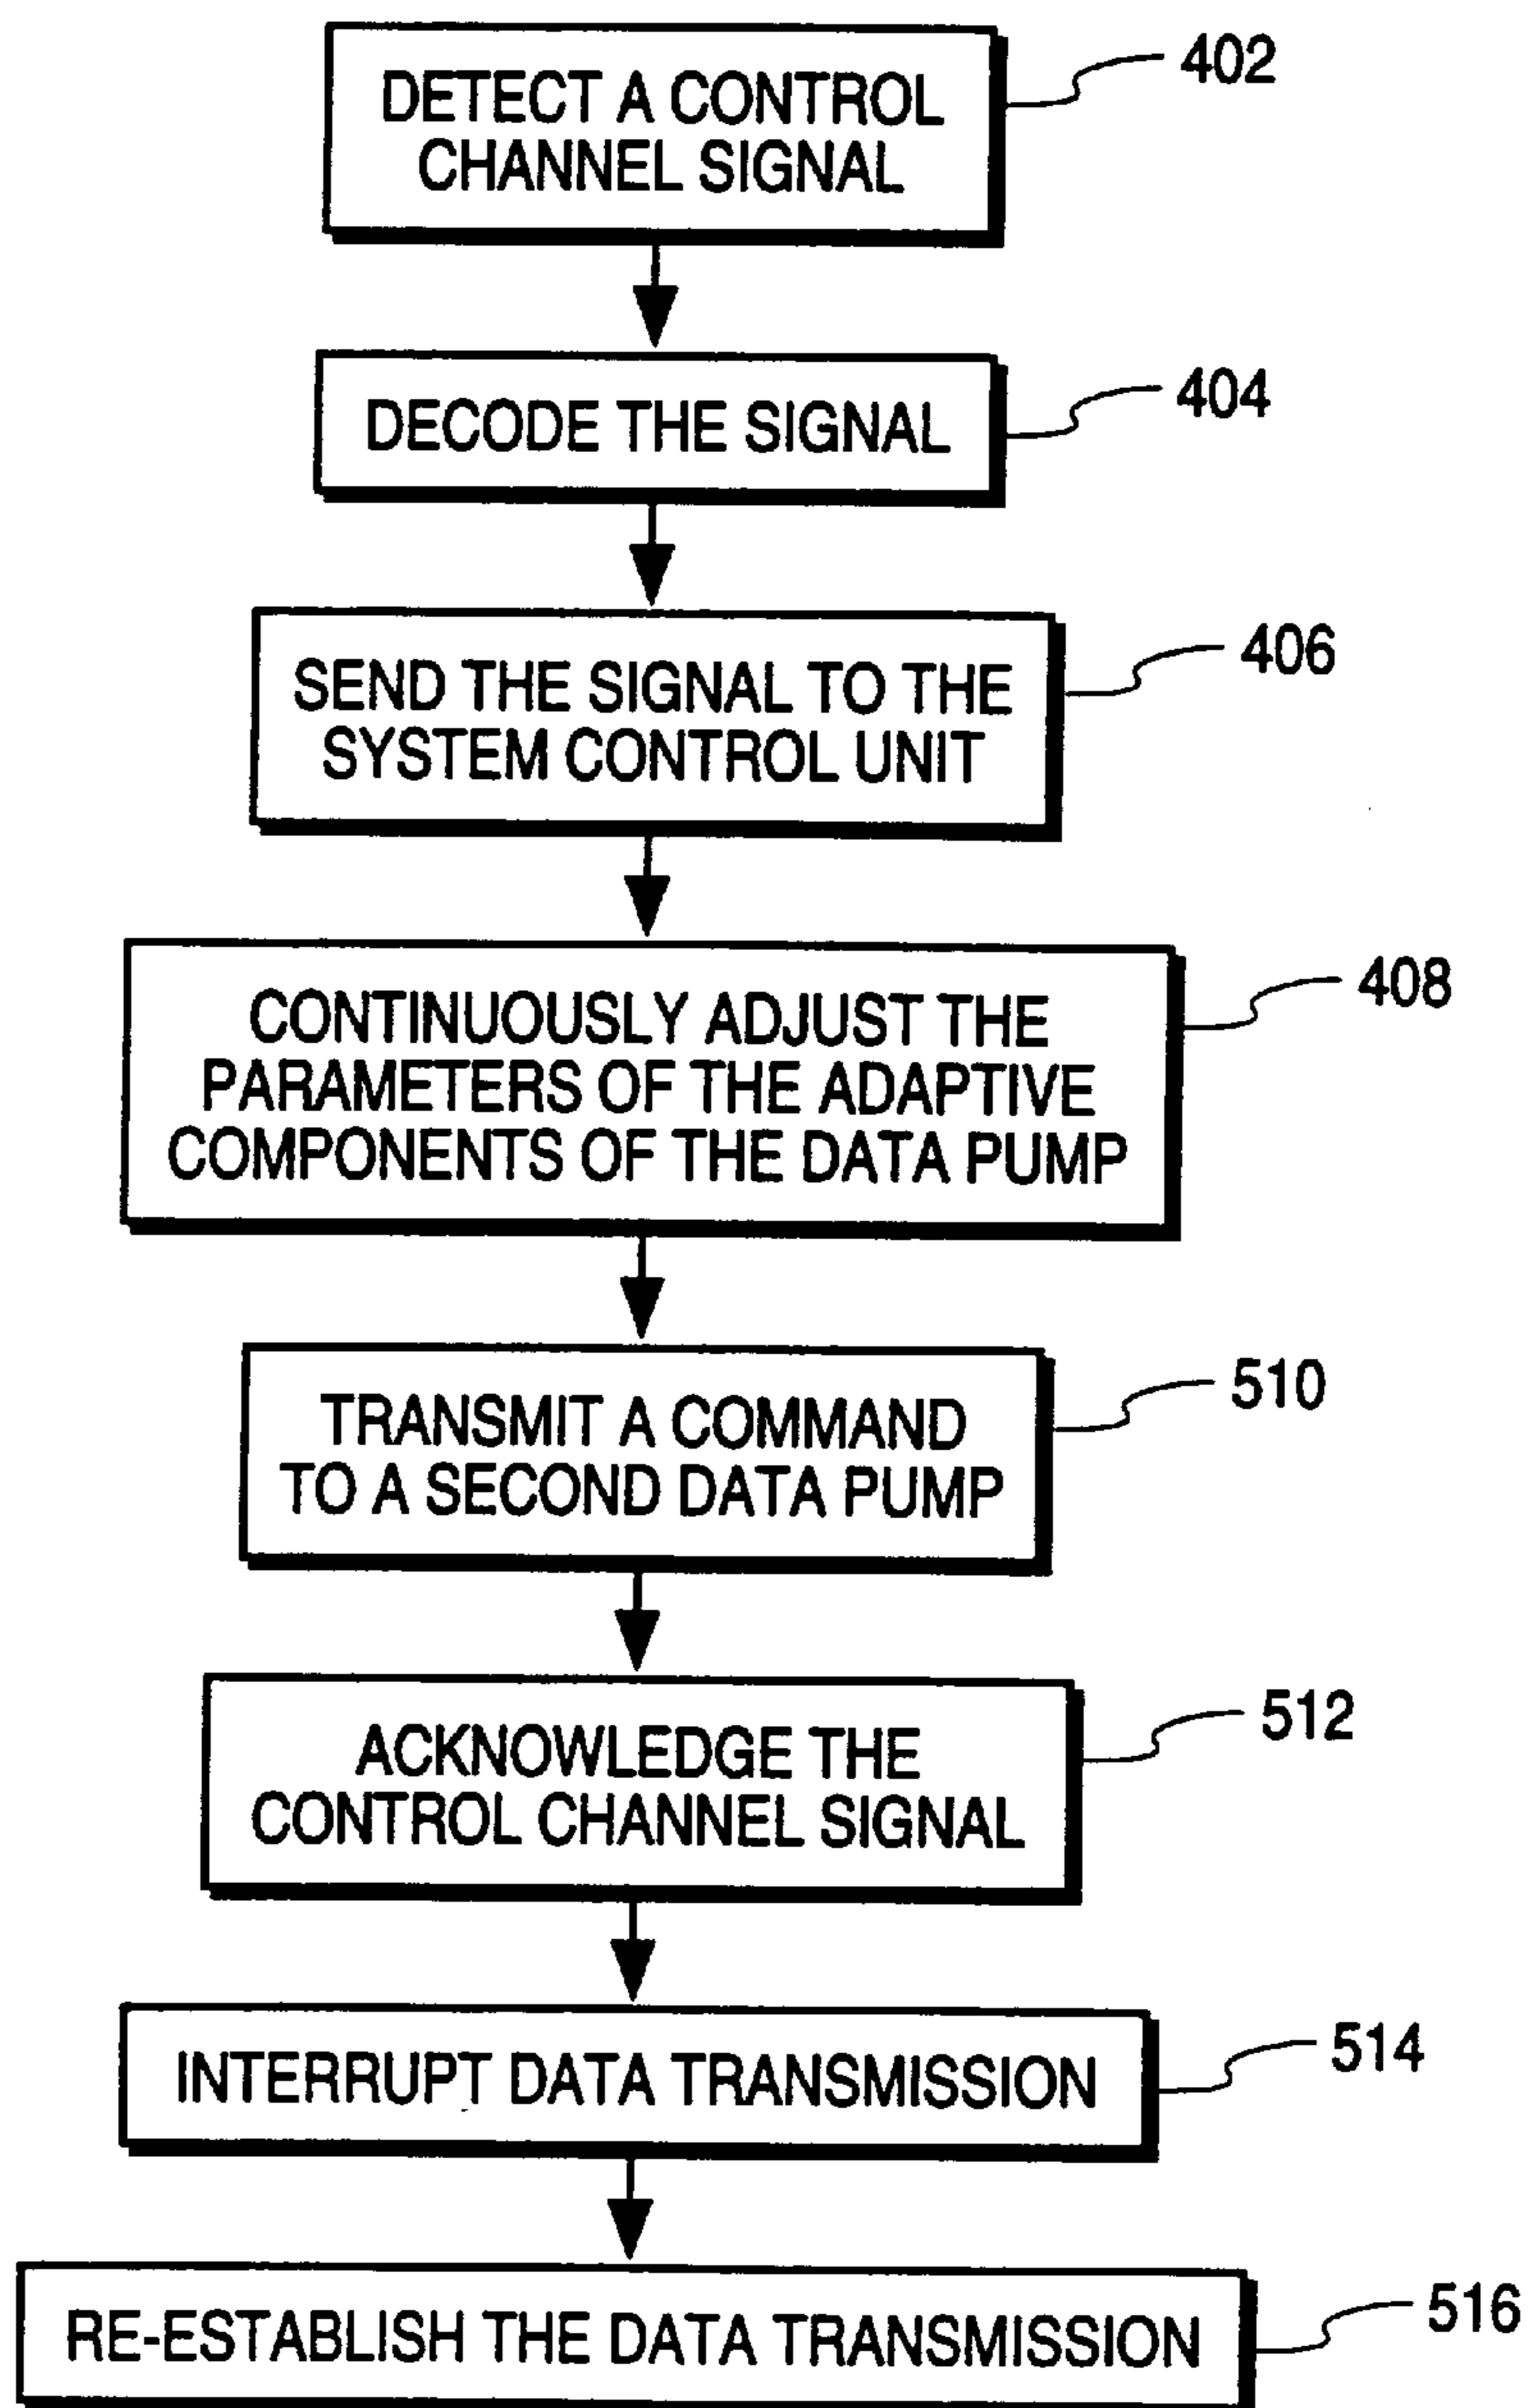 DETECT A CONTROL
CHANNEL SIGNAL
402
DECODE THE SIGNAL
404
SEND THE SIGNAL TO THE
SYSTEM CONTROL UNIT
406
CONTINUOUSLY ADJUST THE
PARAMETERS OF THE ADAPTIVE
COMPONENTS OF THE DATA PUMP
408
TRANSMIT A COMMAND
TO A SECOND DATA PUMP
510
ACKNOWLEDGE THE
CONTROL CHANNEL SIGNAL
512
INTERRUPT DATA TRANSMISSION
514
RE-ESTABLISH THE DATA TRANSMISSION
516